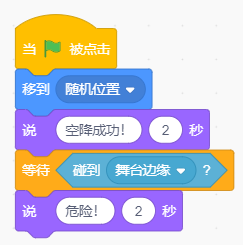 当 被点击
移到 随机位置
说 空降成功! 2 秒
等待 碰到 舞台边缘 ?
说 危险! 2 秒